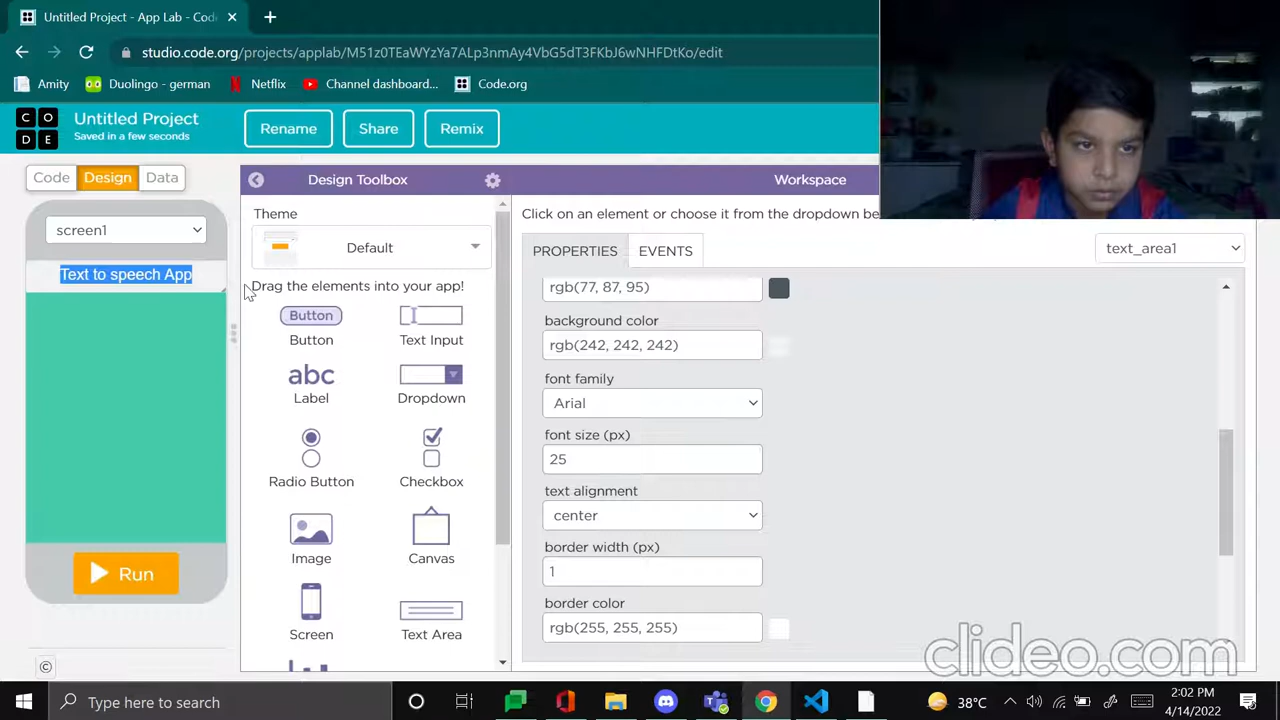 Untitled Project - App Lab - Code
studio.code.org/projects/applab/M51z0TEaWYzYa7ALp3nmAy4VbG5dT3FKbJ6wNHFDtKo/edit
Amity
Duolingo - german
Netflix
Channel dashboard...
Code.org
C O
D E
Untitled Project
Saved in a few seconds
Rename
Share
Remix
Code
Design
Data
Design Toolbox
Workspace
screen1
Text to speech App
Run
Theme
Default
Drag the elements into your app!
Button
Button
Text Input
abc
Label
Dropdown
Radio Button
Checkbox
Image
Canvas
Screen
Text Area
Click on an element or choose it from the dropdown be
PROPERTIES
EVENTS
text_area1
rgb(77, 87, 95)
background color
rgb(242, 242, 242)
font family
Arial
font size (px)
25
text alignment
center
border width (px)
1
border color
rgb(255, 255, 255)
clideo.com
©
Type here to search
38°C
2:02 PM
4/14/2022